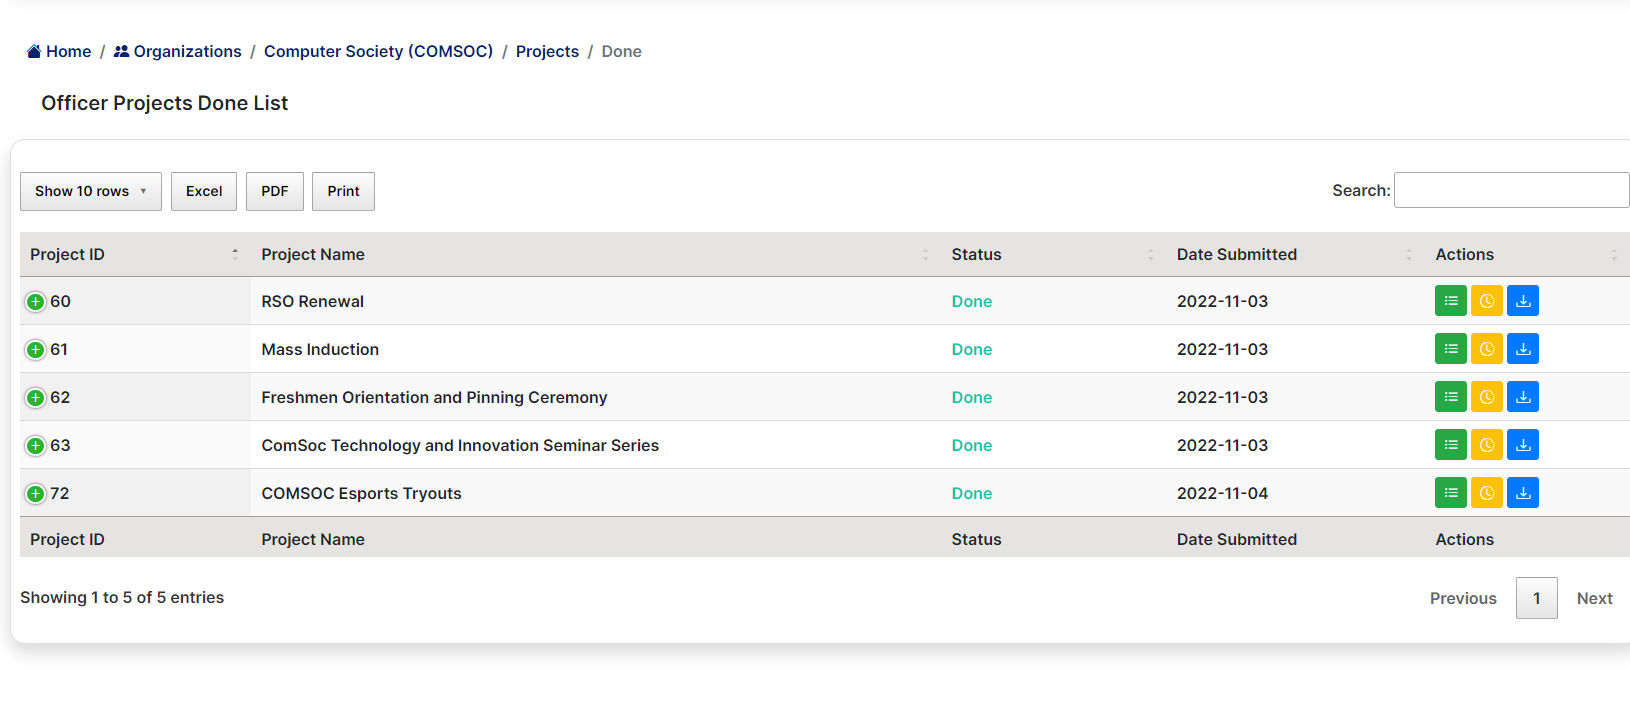 Home / Organizations / Computer Society (COMSOC) / Projects / Done
Officer Projects Done List
Show 10 rows Excel PDF Print Search:
Project ID Project Name Status Date Submitted Actions
60 RSO Renewal Done 2022-11-03
61 Mass Induction Done 2022-11-03
62 Freshmen Orientation and Pinning Ceremony Done 2022-11-03
63 ComSoc Technology and Innovation Seminar Series Done 2022-11-03
72 COMSOC Esports Tryouts Done 2022-11-04
Project ID Project Name Status Date Submitted Actions
Showing 1 to 5 of 5 entries Previous 1 Next